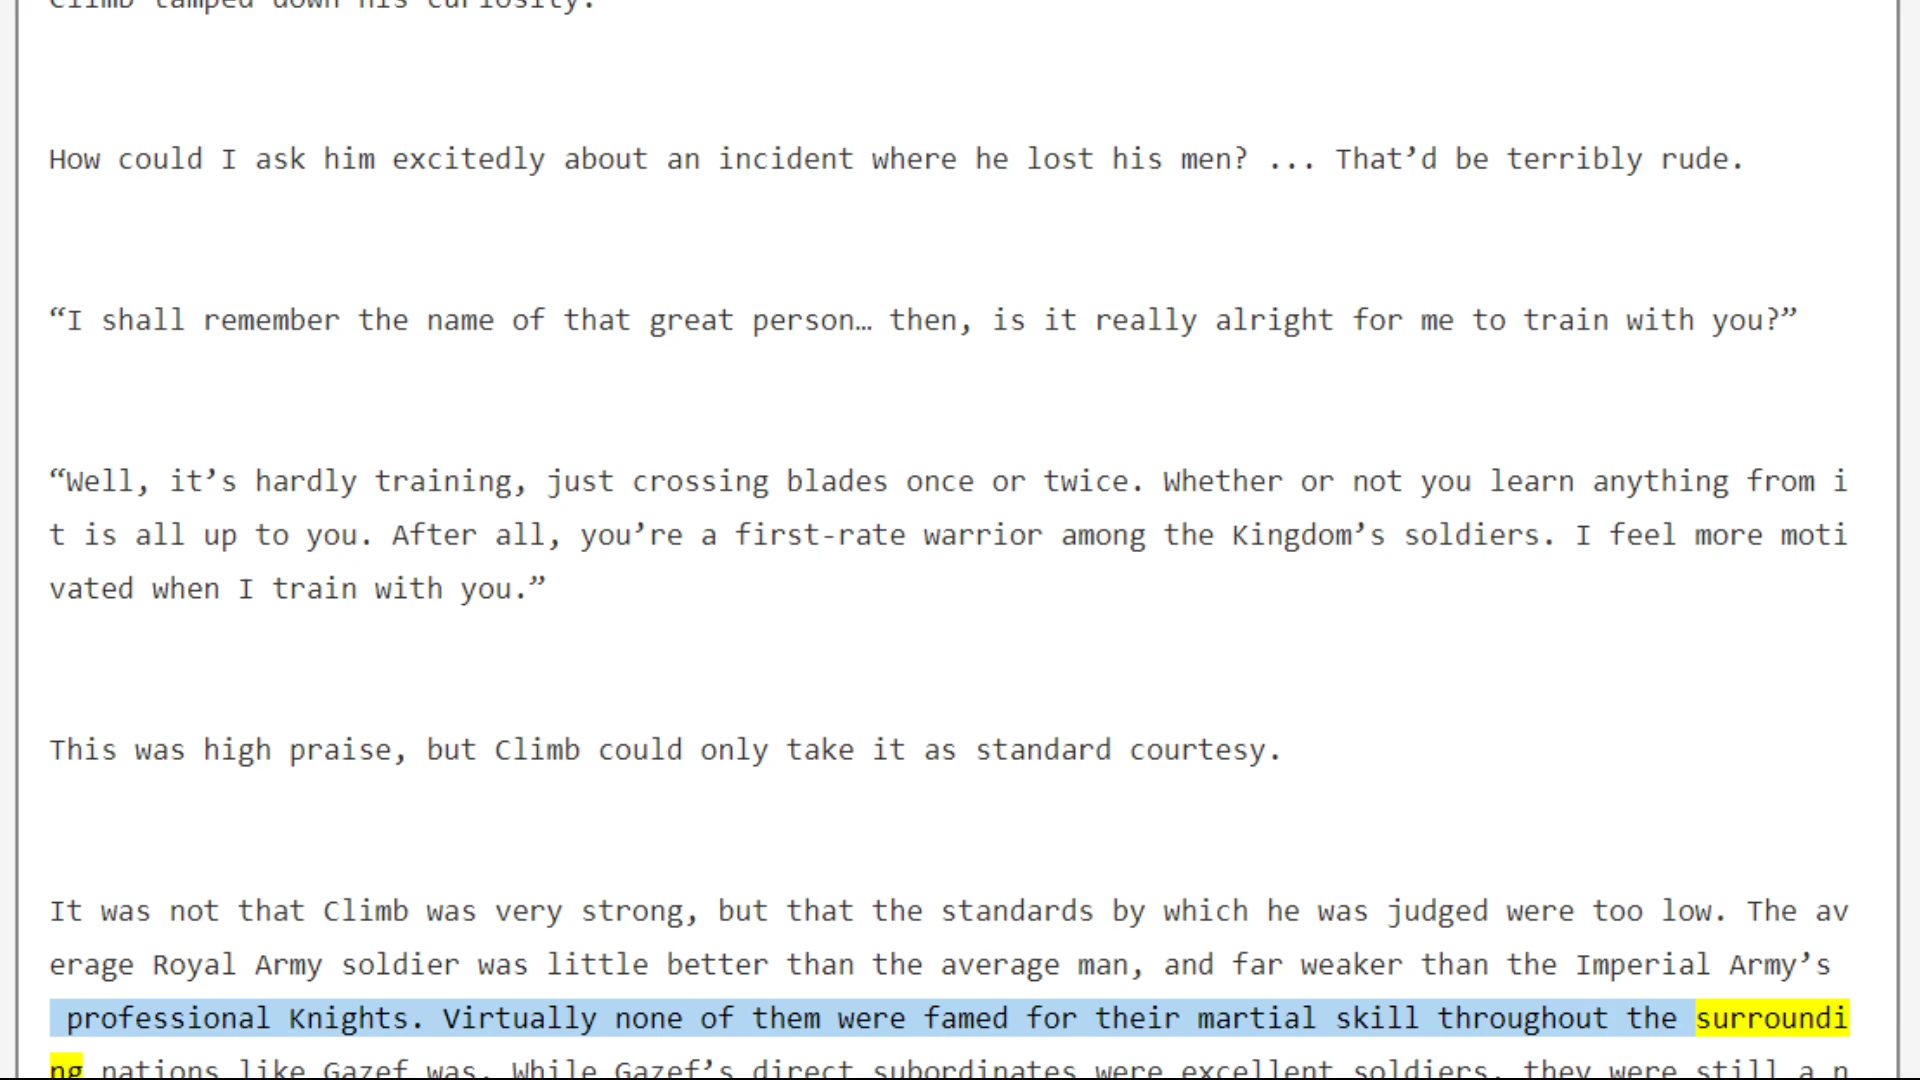 Climb tamped down his curiosity.
How could I ask him excitedly about an incident where he lost his men? ... That’d be terribly rude.
“I shall remember the name of that great person… then, is it really alright for me to train with you?”
“Well, it’s hardly training, just crossing blades once or twice. Whether or not you learn anything from i
t is all up to you. After all, you’re a first-rate warrior among the Kingdom’s soldiers. I feel more moti
vated when I train with you.”
This was high praise, but Climb could only take it as standard courtesy.
It was not that Climb was very strong, but that the standards by which he was judged were too low. The av
erage Royal Army soldier was little better than the average man, and far weaker than the Imperial Army’s
professional Knights. Virtually none of them were famed for their martial skill throughout the surroundi
ng nations like Gazef was. While Gazef’s direct subordinates were excellent soldiers, they were still a n